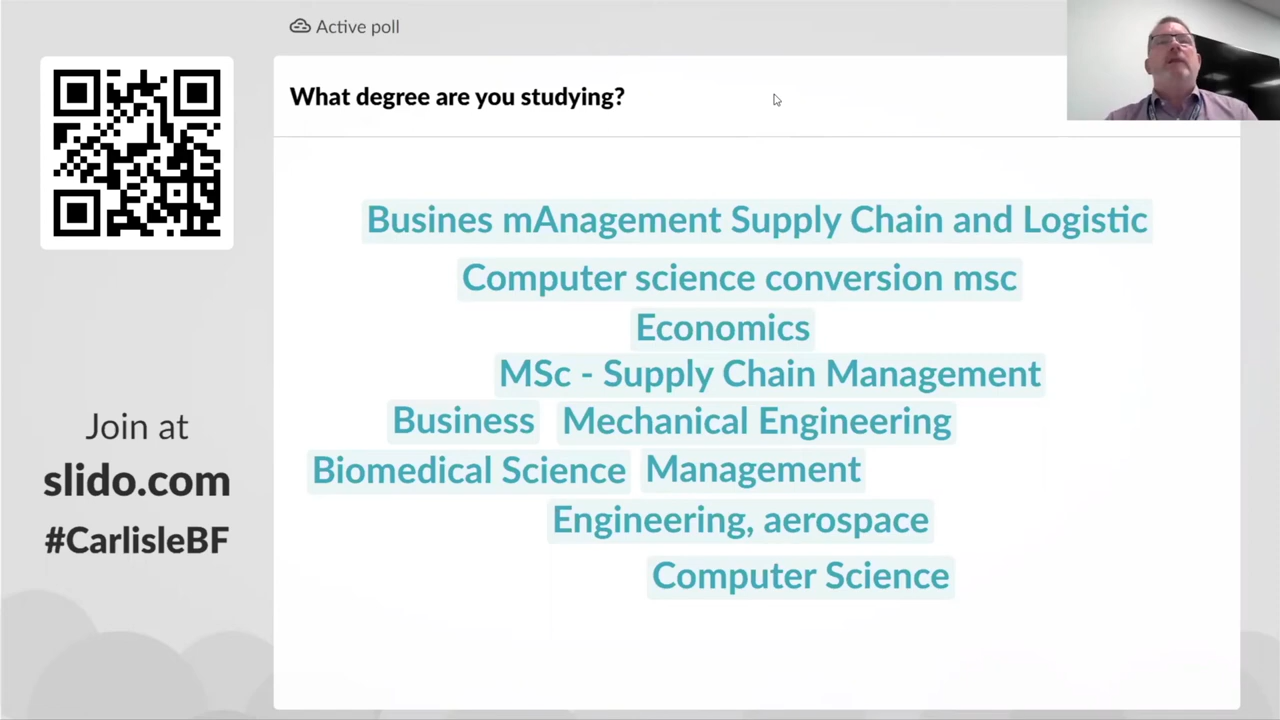 Active poll
What degree are you studying?
Busines mAnagement Supply Chain and Logistic
Computer science conversion msc
Economics
MSc - Supply Chain Management
Business Mechanical Engineering
Biomedical Science Management
Engineering, aerospace
Computer Science
Join at
slido.com
#CarlisleBF